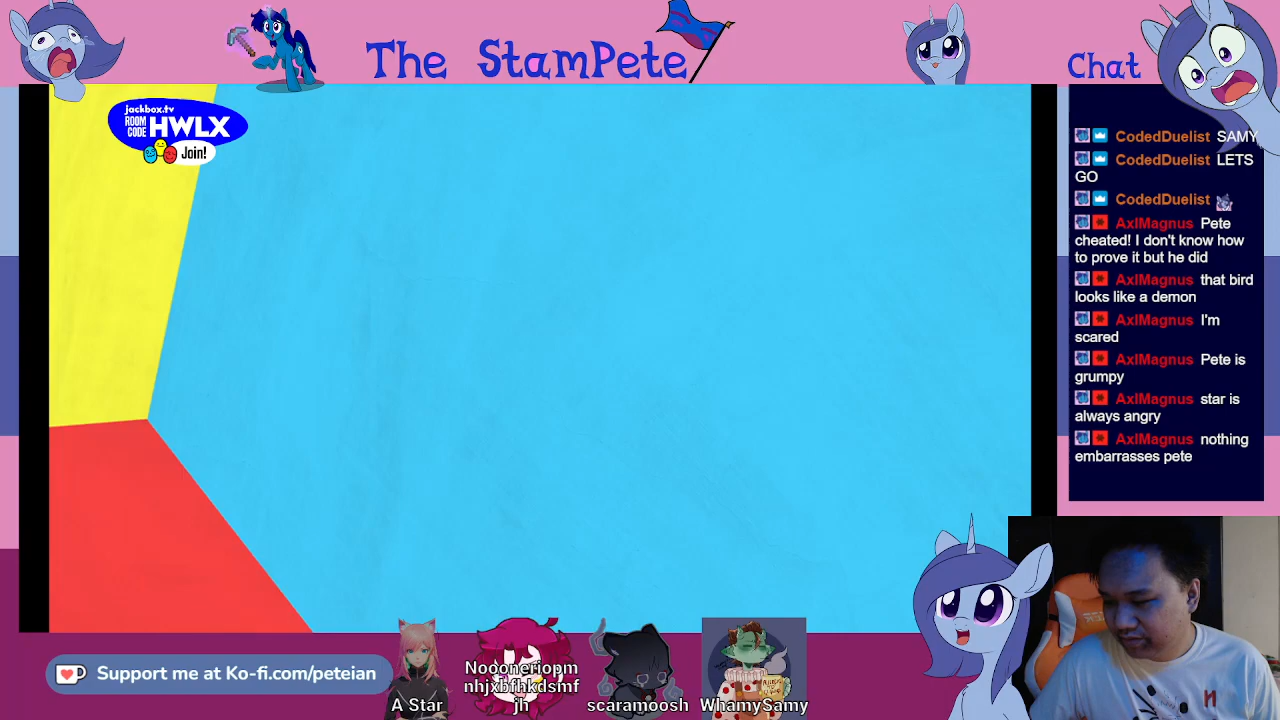 The StamPete
Chat
jackbox.tv
ROOM
CODE
HWLX
Join!
CodedDuelist SAMY
CodedDuelist LETS
GO
CodedDuelist
AxlMagnus Pete
cheated! I don't know how
to prove it but he did
AxlMagnus that bird
looks like a demon
AxlMagnus I'm
scared
AxlMagnus Pete is
grumpy
AxlMagnus star is
always angry
AxlMagnus nothing
embarrasses pete
Support me at Ko-fi.com/peteian
A Star
Noooneriopm
nhjxbfhkdsmf
jh
scaramoosh
WhamySamy